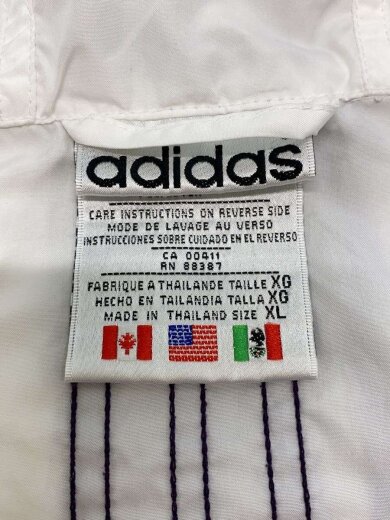 adidas
CARE INSTRUCTIONS ON REVERSE SIDE
MODE DE LAVAGE AU VERSO
INSTRUCCIONES SOBRE CUIDADO EN EL REVERSO
CA 00411
RN 88387
FABRIQUE A THAILANDE TAILLE XG
HECHO EN TAILANDIA TALLA XG
MADE IN THAILAND SIZE XL